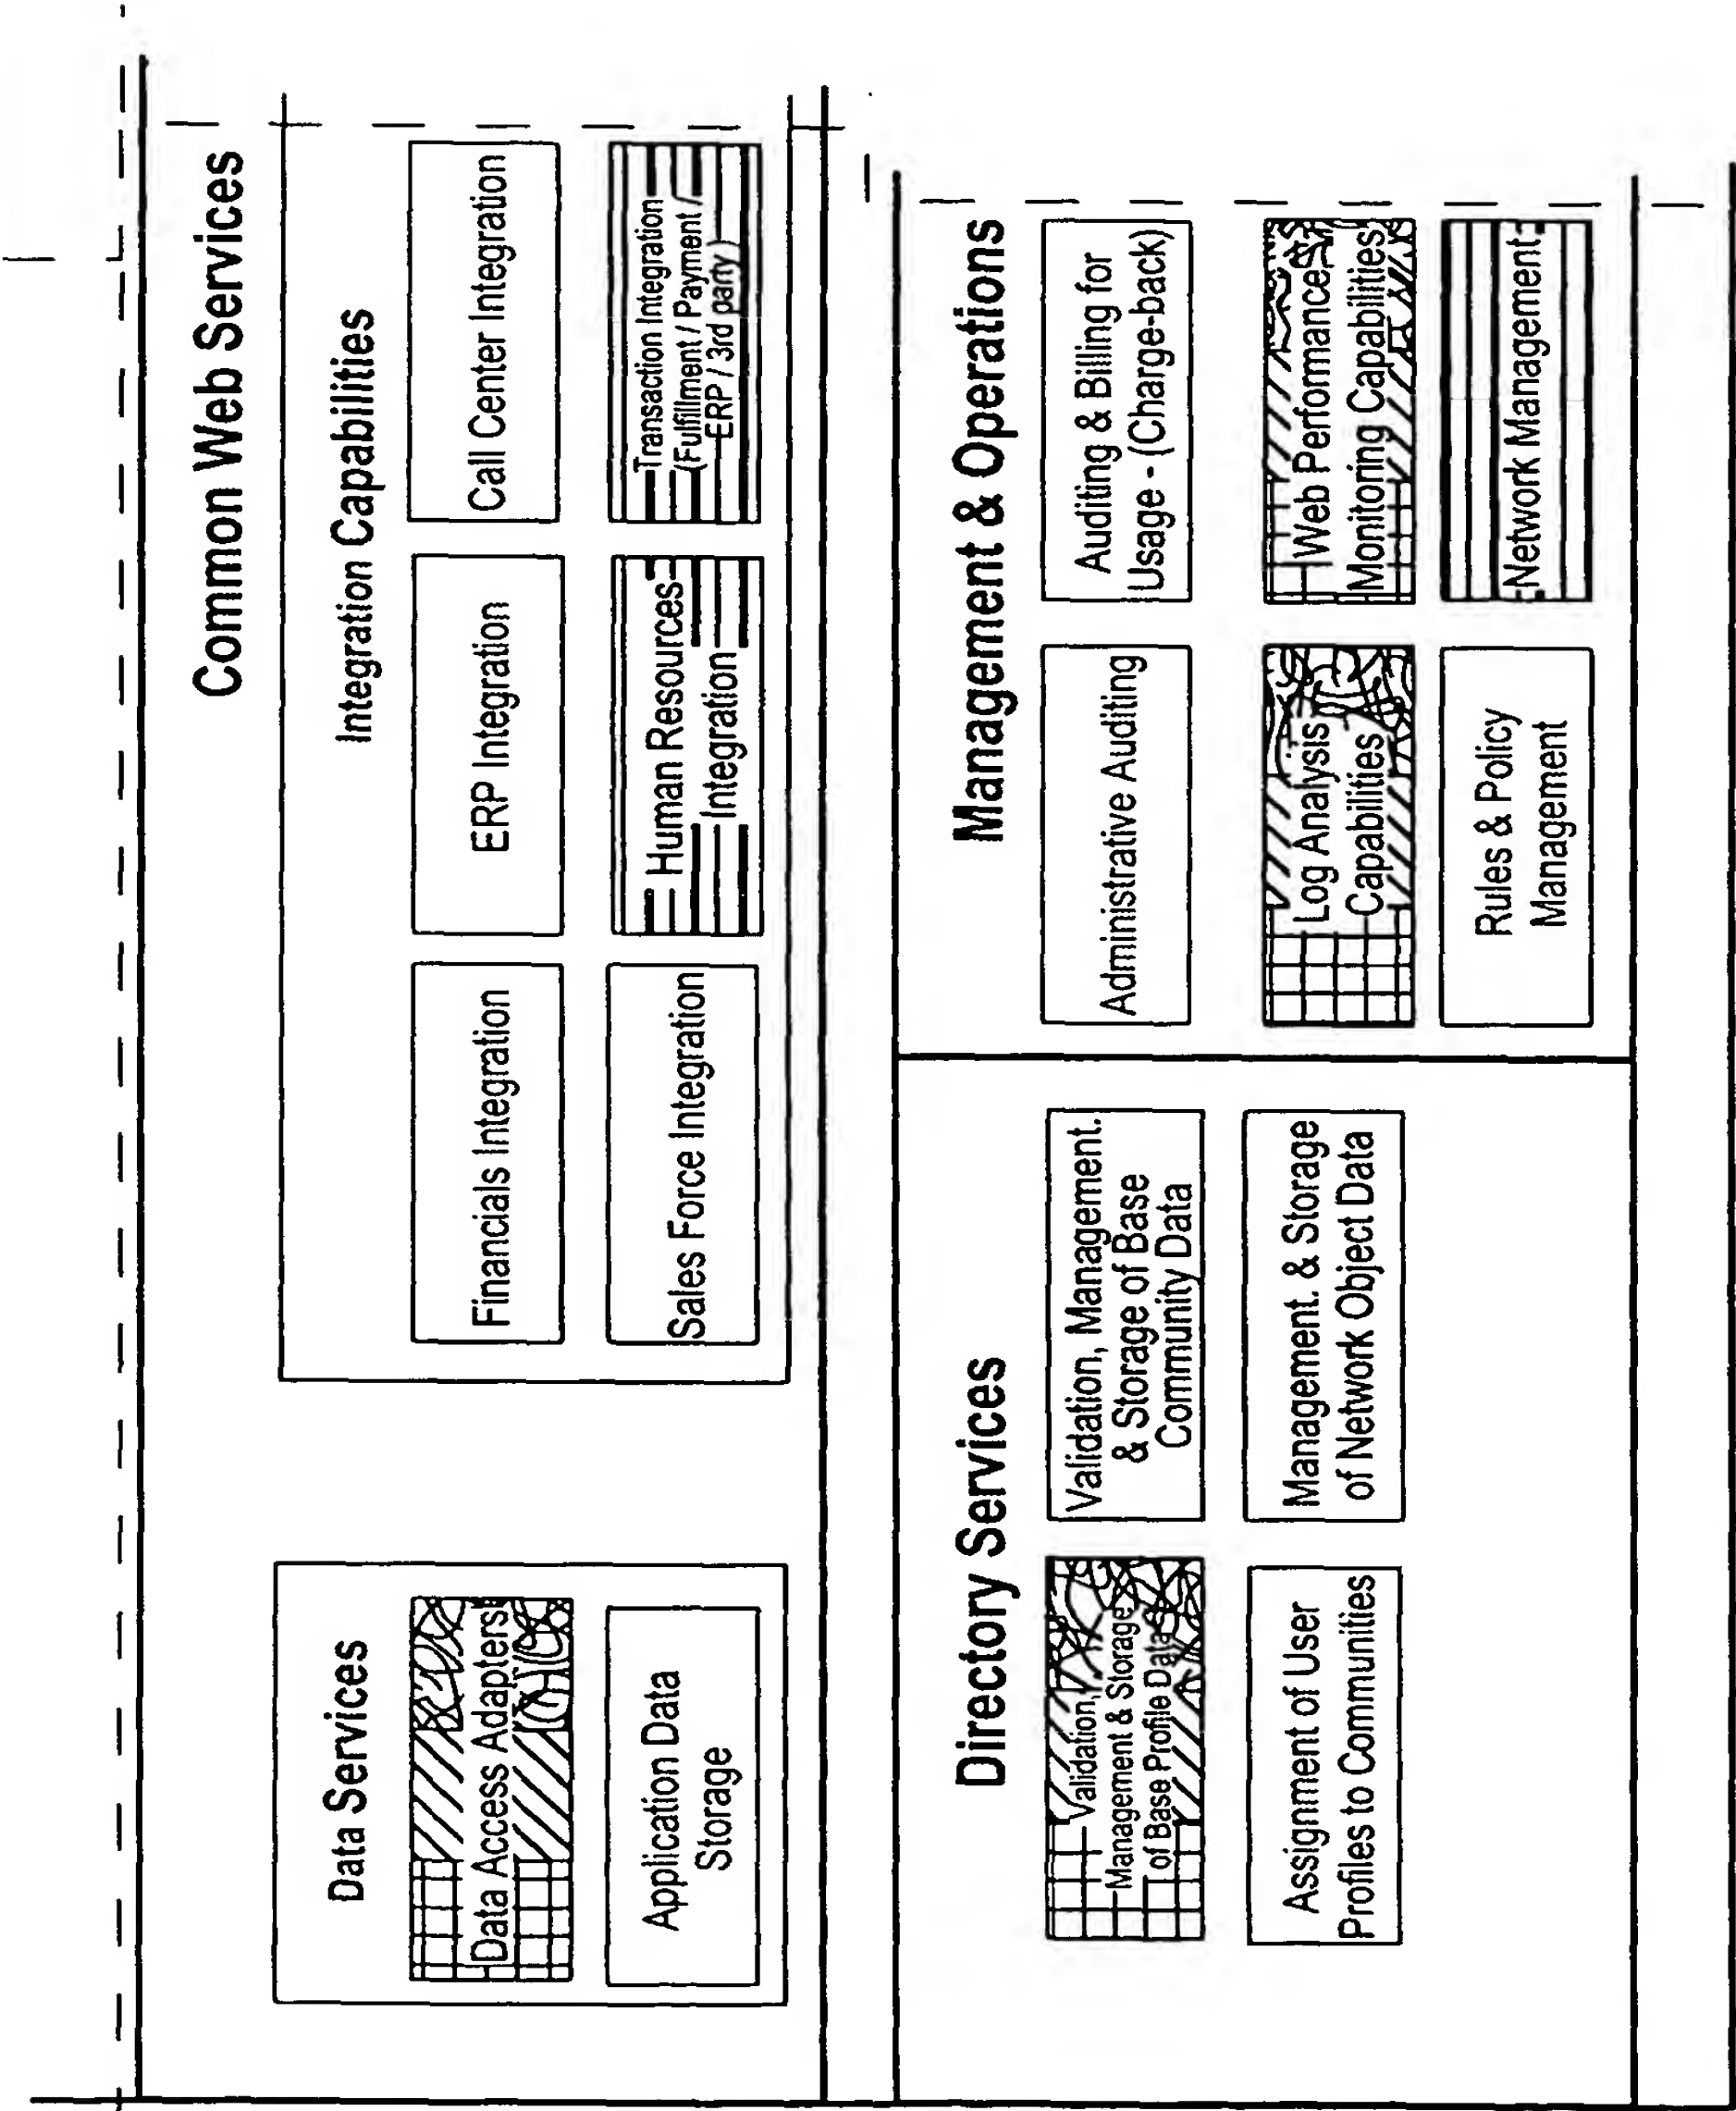 Common Web Services
Data Services
Data Access Adapters
Application Data
Storage
Integration Capabilities
Financials Integration
ERP Integration
Call Center Integration
Sales Force Integration
Human Resources
Integration
Transaction Integration
(Fulfillment / Payment /
ERP / 3rd party)
Directory Services
Validation,
Management & Storage
of Base Profile Data
Validation, Management.
& Storage of Base
Community Data
Assignment of User
Profiles to Communities
Management. & Storage
of Network Object Data
Management & Operations
Administrative Auditing
Auditing & Billing for
Usage - (Charge-back)
Log Analysis
Capabilities
Web Performance
Monitoring Capabilities
Rules & Policy
Management
Network Management